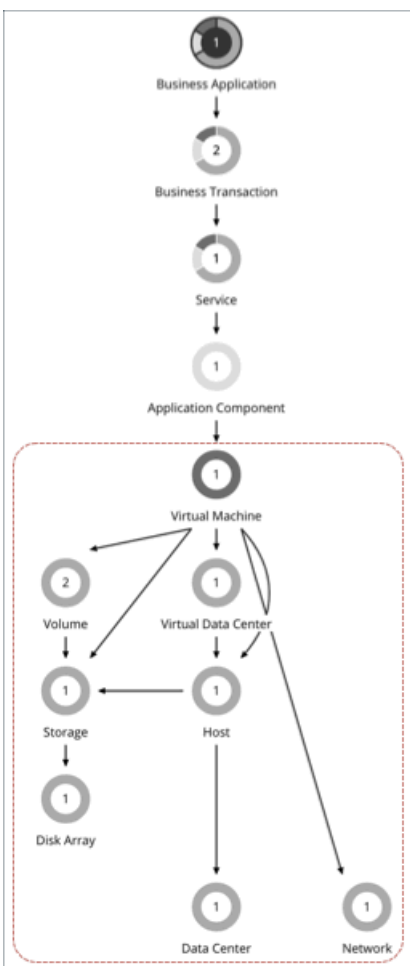 1
Business Application
2
Business Transaction
1
Service
1
Application Component
1
Virtual Machine
2
1
Volume
Virtual Data Center
1
1
Storage
Host
1
Disk Array
1
1
Data Center
Network